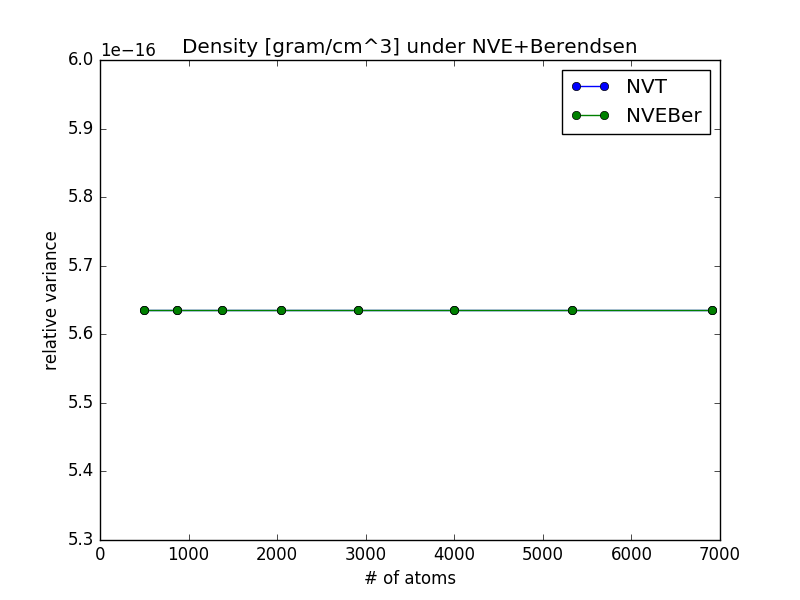 Density [gram/cm^3] under NVE+Berendsen
1e−16
6.0
5.9
5.8
5.7
5.6
5.5
5.4
5.3
relative variance
NVT
NVEBer
0 1000 2000 3000 4000 5000 6000 7000
# of atoms